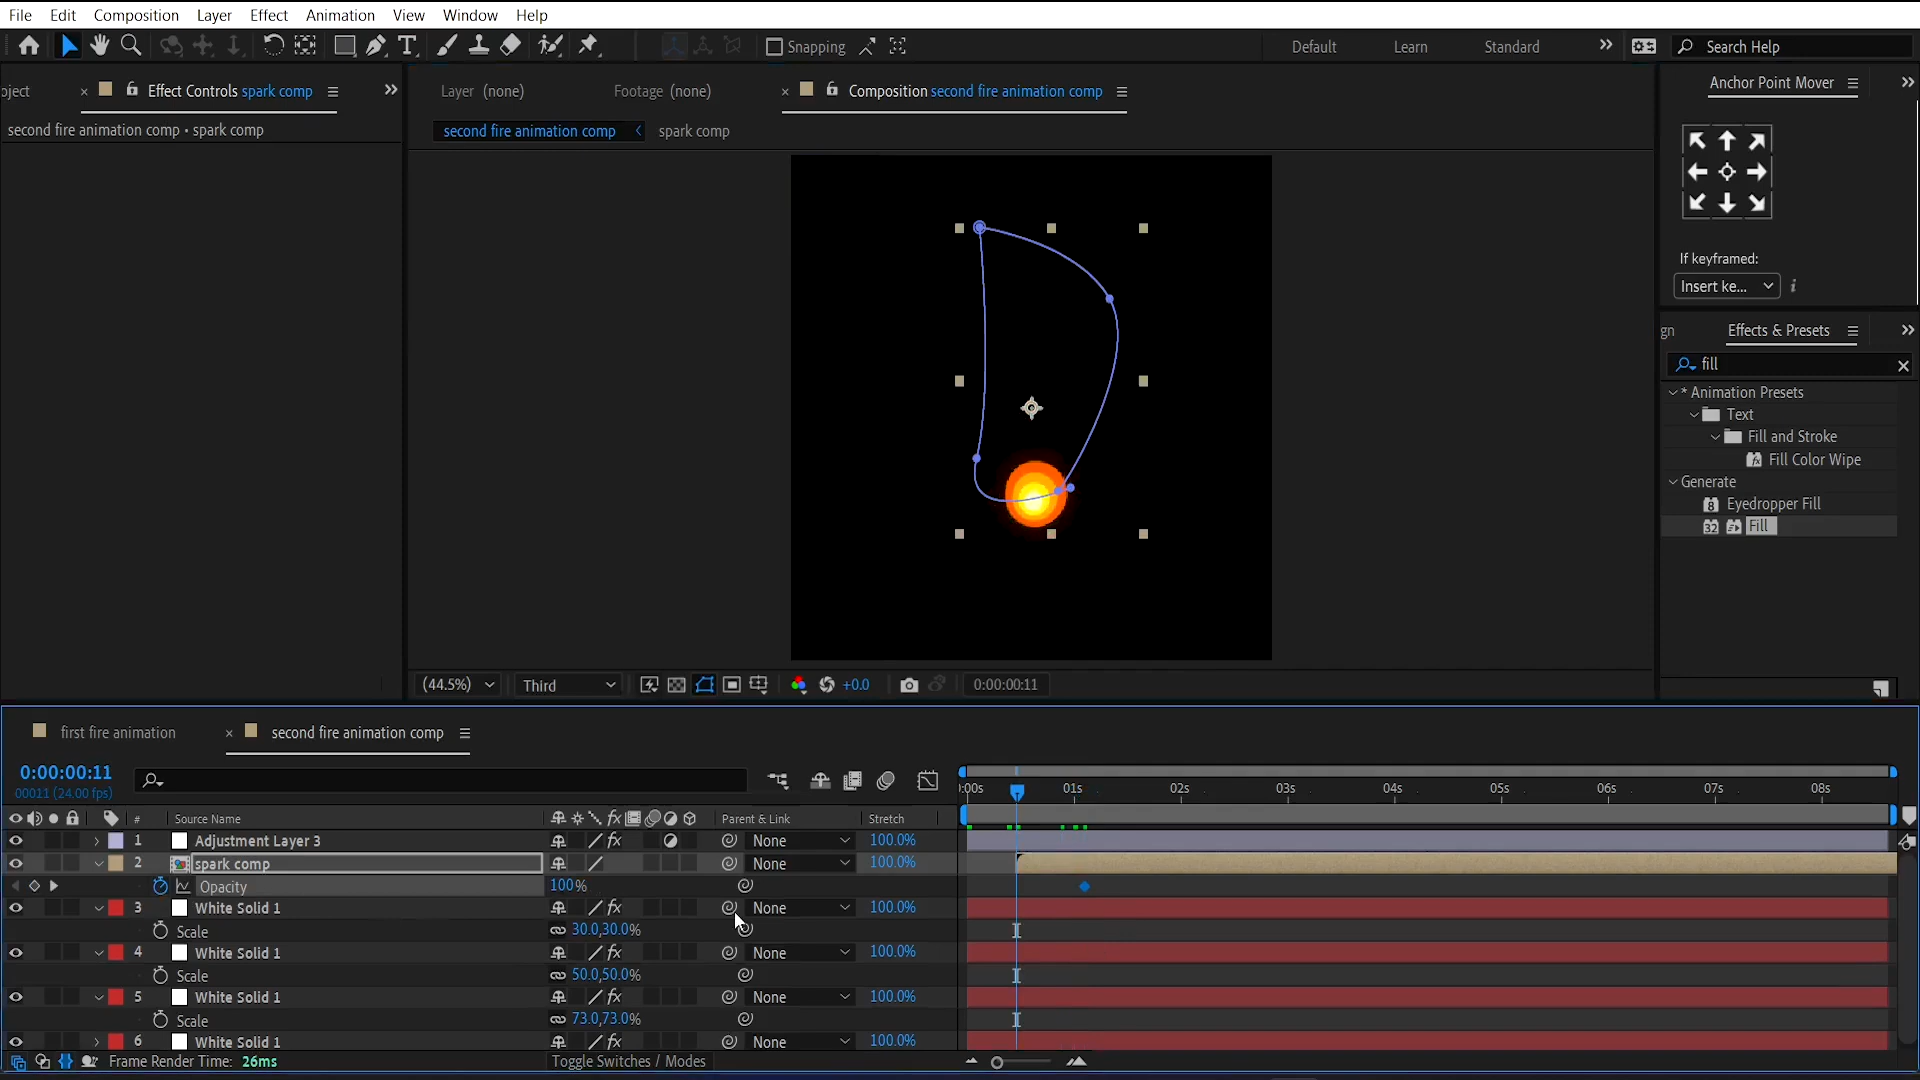 File Edit Composition Layer Effect Animation View Window Help
Snapping Default Learn Standard Search Help
oject × Effect Controls spark comp Layer (none) Footage (none) × Composition second fire animation comp Anchor Point Mover
second fire animation comp • spark comp second fire animation comp spark comp
If keyframed:
Insert ke... i
gn Effects & Presets
fill
* Animation Presets
Text
Fill and Stroke
Fill Color Wipe
Generate
Eyedropper Fill
Fill
(44.5%) Third +0.0 0:00:00:11
first fire animation × second fire animation comp
0:00:00:11
00011 (24.00 fps)
:00s 01s 02s 03s 04s 05s 06s 07s 08s
# Source Name fx Parent & Link Stretch
1 Adjustment Layer 3 fx None 100.0%
2 spark comp None 100.0%
Opacity 100%
3 White Solid 1 fx None 100.0%
Scale 30.0,30.0%
4 White Solid 1 fx None 100.0%
Scale 50.0,50.0%
5 White Solid 1 fx None 100.0%
Scale 73.0,73.0%
6 White Solid 1 fx None 100.0%
Frame Render Time: 26ms Toggle Switches / Modes